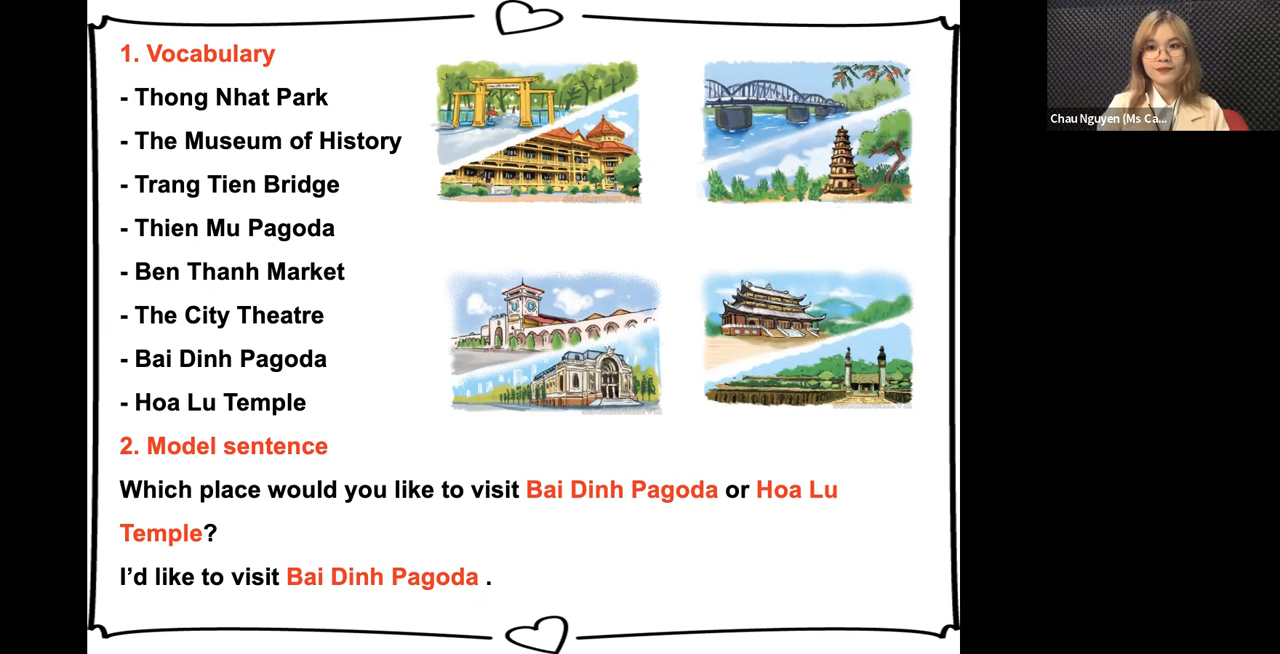 1. Vocabulary
- Thong Nhat Park
- The Museum of History
- Trang Tien Bridge
- Thien Mu Pagoda
- Ben Thanh Market
- The City Theatre
- Bai Dinh Pagoda
- Hoa Lu Temple
2. Model sentence
Which place would you like to visit Bai Dinh Pagoda or Hoa Lu
Temple?
I’d like to visit Bai Dinh Pagoda .
Chau Nguyen (Ms Ca...